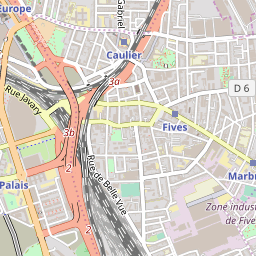 Europe
Gabriel
Caulier
3a
D 6
Rue Javary
3b
Fives
2
Palais
Rue de Belle Vue
Marbr
Zone indust
de Five
2